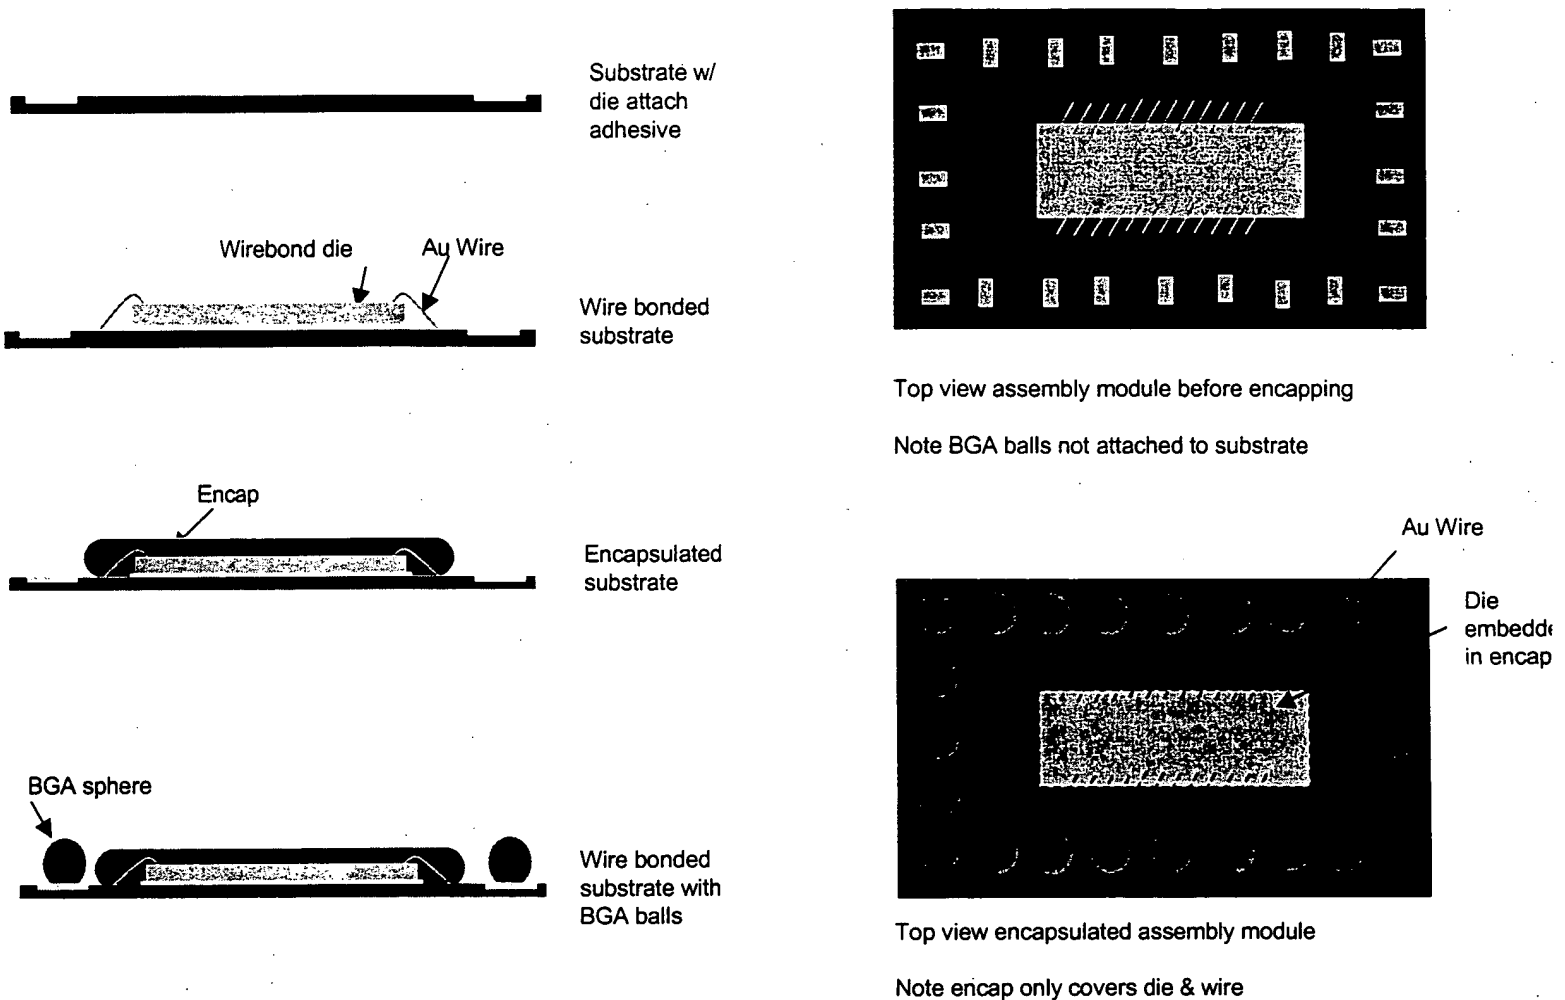 Substrate w/
die attach
adhesive
Wirebond die
Au Wire
Wire bonded
substrate
Encap
Encapsulated
substrate
BGA sphere
Wire bonded
substrate with
BGA balls
Top view assembly module before encapping
Note BGA balls not attached to substrate
Au Wire
Die
embedde
in encap
Top view encapsulated assembly module
Note encap only covers die & wire